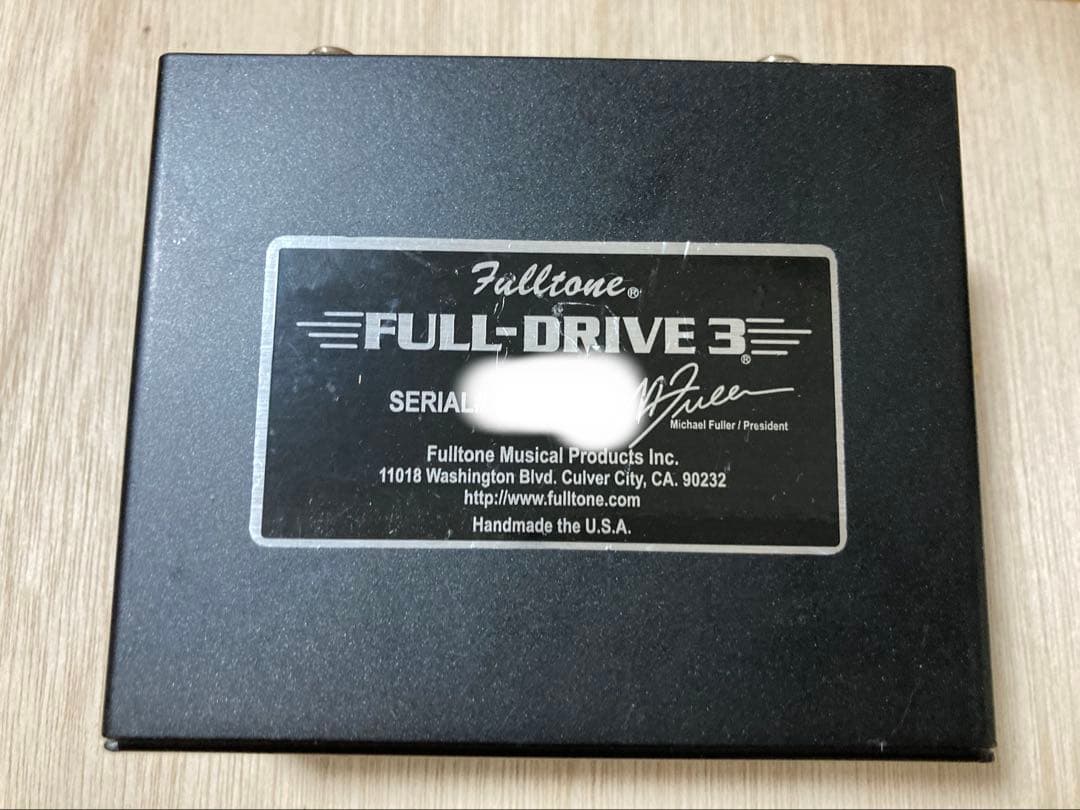 Fulltone®
FULL-DRIVE 3®
SERIAL
M Fuller
Michael Fuller / President
Fulltone Musical Products Inc.
11018 Washington Blvd. Culver City, CA. 90232
http://www.fulltone.com
Handmade the U.S.A.